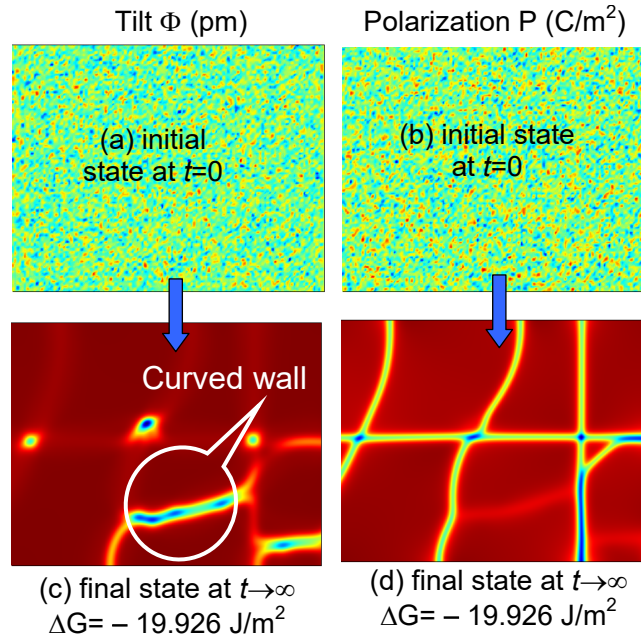 Tilt Φ (pm)
Polarization P (C/m²)
(a) initial
state at t=0
(b) initial state
at t=0
Curved wall
(c) final state at t→∞
ΔG= – 19.926 J/m²
(d) final state at t→∞
ΔG= – 19.926 J/m²